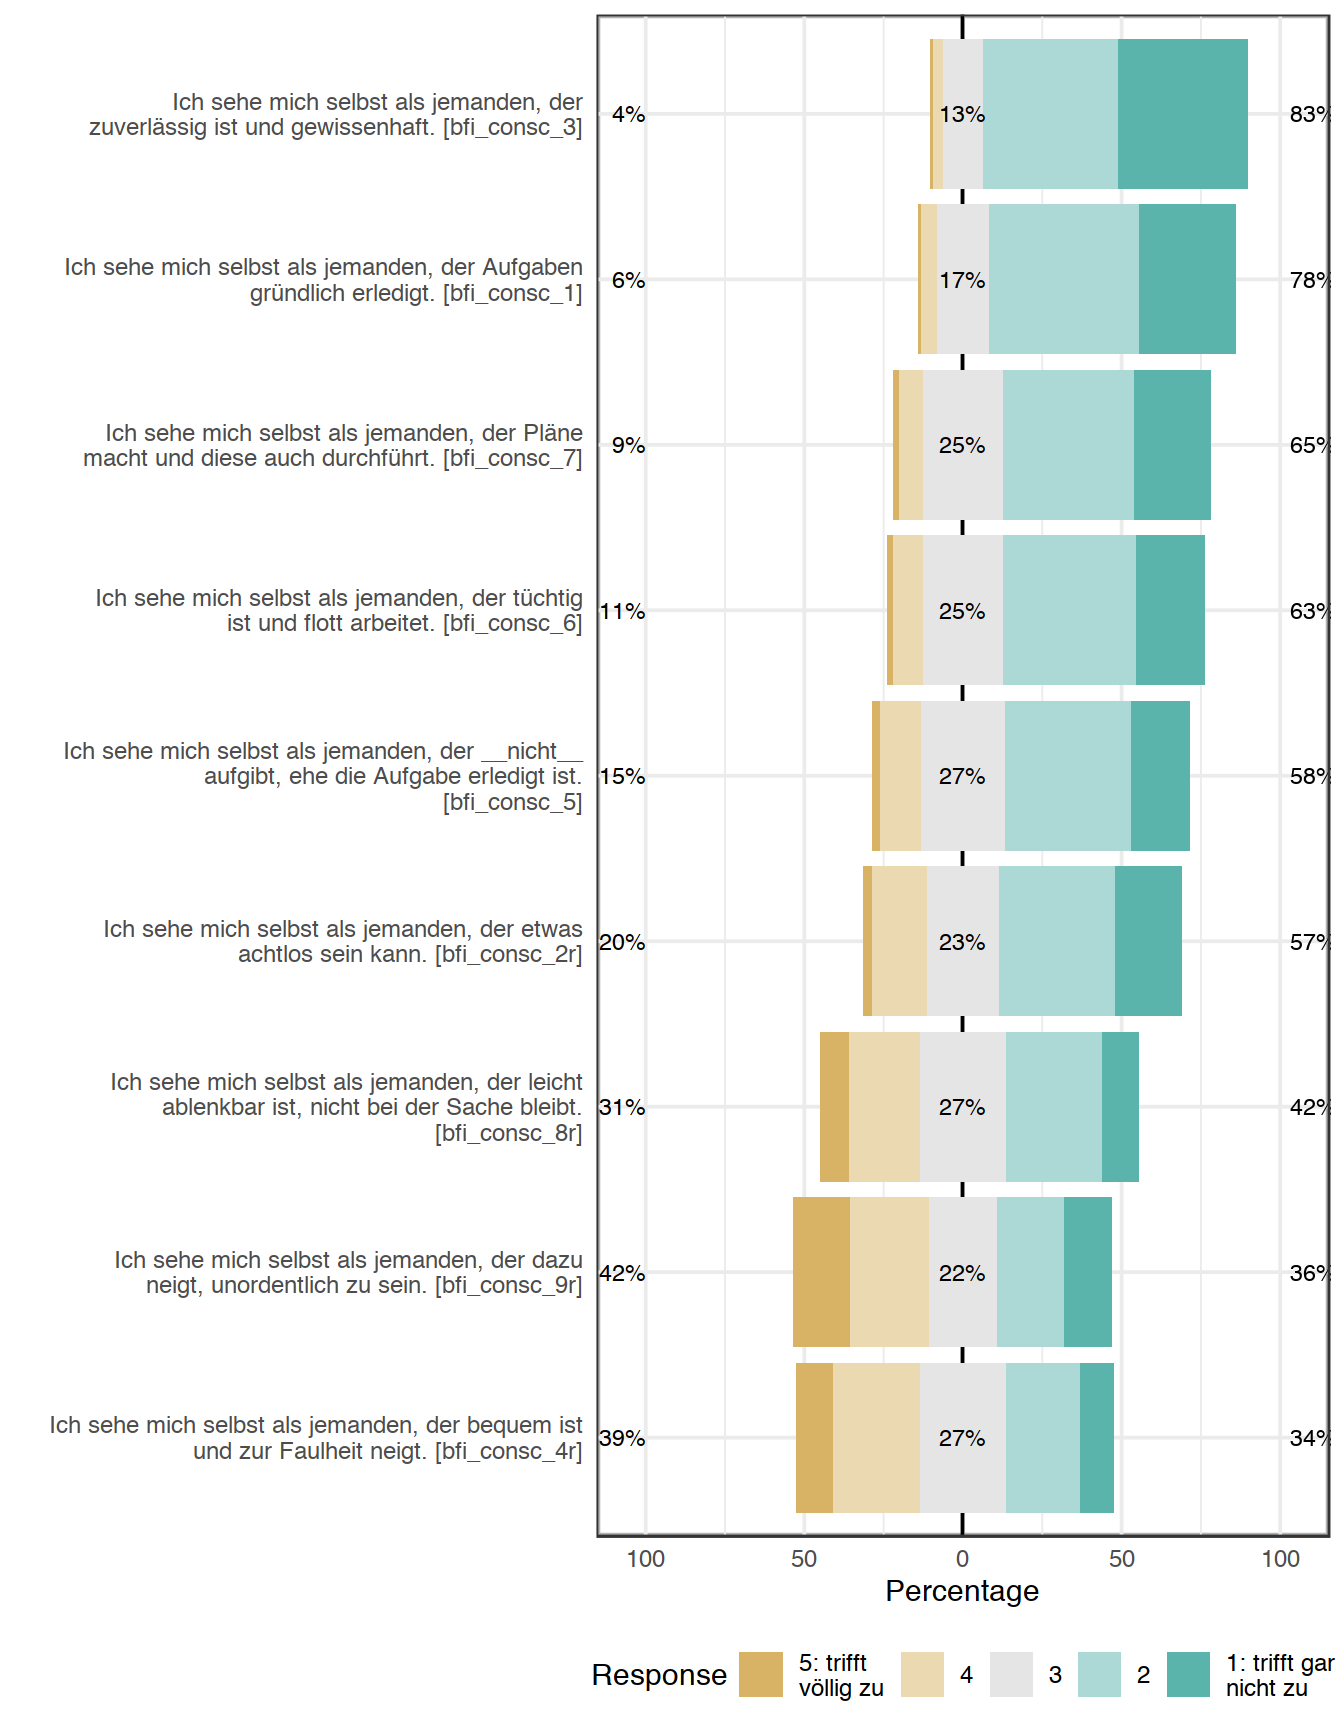 Ich sehe mich selbst als jemanden, der
zuverlässig ist und gewissenhaft. [bfi_consc_3]
4%
13%
83%
Ich sehe mich selbst als jemanden, der Aufgaben
gründlich erledigt. [bfi_consc_1]
6%
17%
78%
Ich sehe mich selbst als jemanden, der Pläne
macht und diese auch durchführt. [bfi_consc_7]
9%
25%
65%
Ich sehe mich selbst als jemanden, der tüchtig
ist und flott arbeitet. [bfi_consc_6]
11%
25%
63%
Ich sehe mich selbst als jemanden, der __nicht__
aufgibt, ehe die Aufgabe erledigt ist.
[bfi_consc_5]
15%
27%
58%
Ich sehe mich selbst als jemanden, der etwas
achtlos sein kann. [bfi_consc_2r]
20%
23%
57%
Ich sehe mich selbst als jemanden, der leicht
ablenkbar ist, nicht bei der Sache bleibt.
[bfi_consc_8r]
31%
27%
42%
Ich sehe mich selbst als jemanden, der dazu
neigt, unordentlich zu sein. [bfi_consc_9r]
42%
22%
36%
Ich sehe mich selbst als jemanden, der bequem ist
und zur Faulheit neigt. [bfi_consc_4r]
39%
27%
34%
100 50 0 50 100
Percentage
Response
5: trifft
völlig zu
4
3
2
1: trifft gar
nicht zu